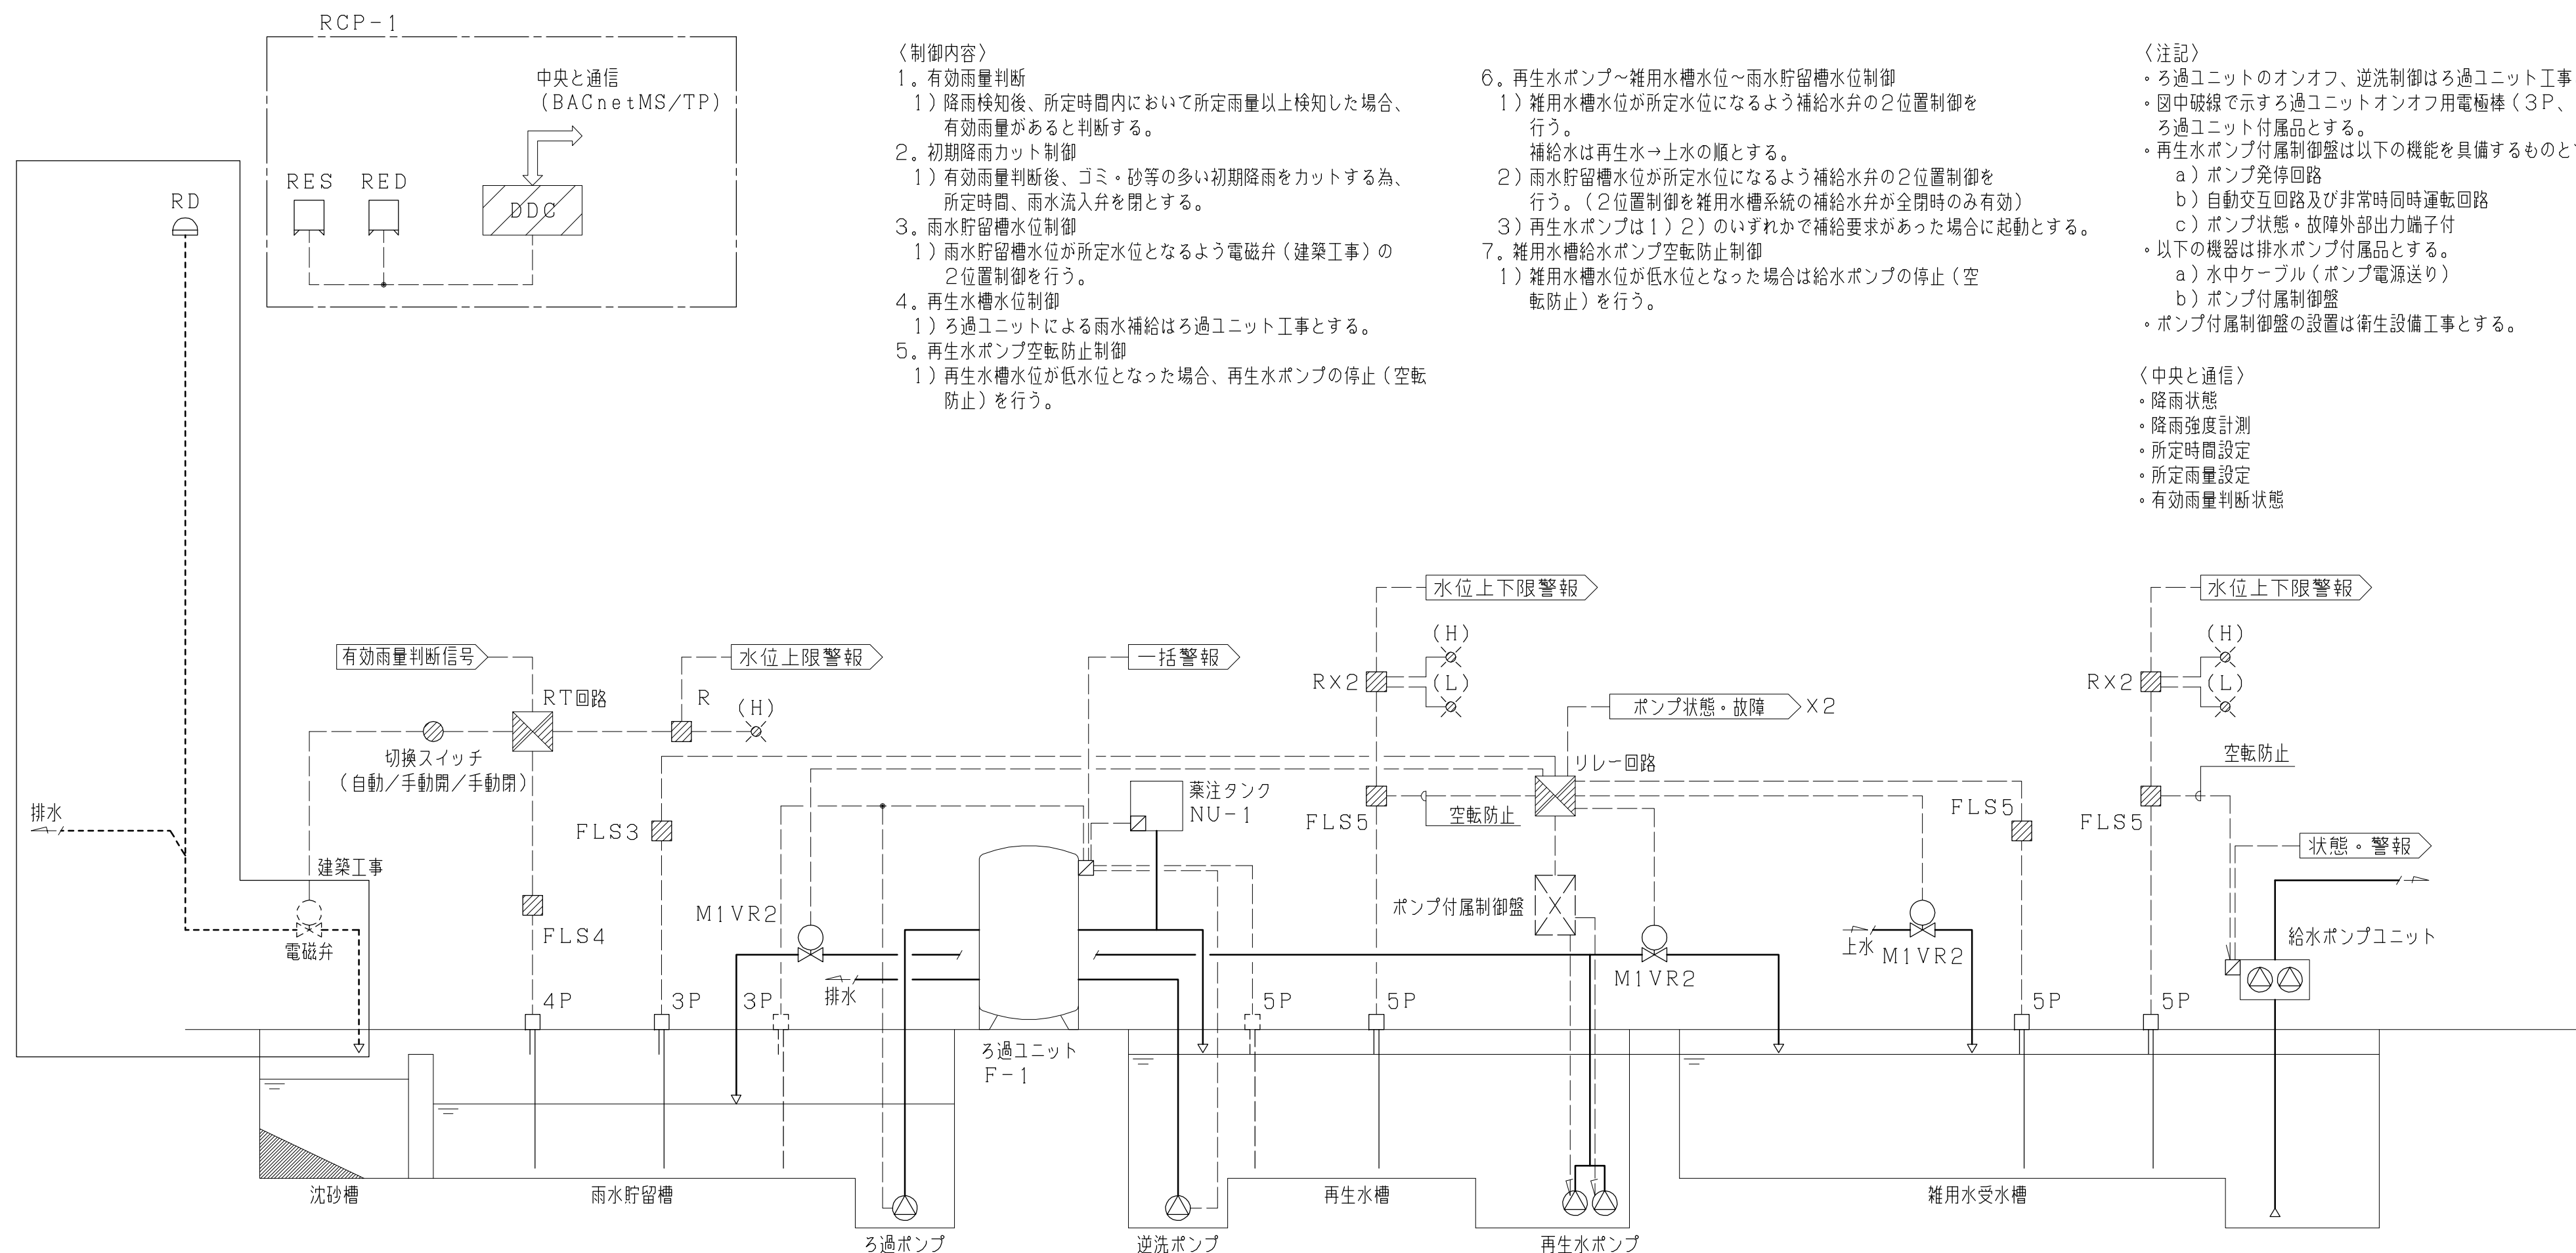 RCP-1
中央と通信
(BACnetMS/TP)
RES
RED
DDC
RD
〈制御内容〉
1。有効雨量判断
1)降雨検知後、所定時間内において所定雨量以上検知した場合、
有効雨量があると判断する。
2。初期降雨カット制御
1)有効雨量判断後、ゴミ・砂等の多い初期降雨をカットする為、
所定時間、雨水流入弁を閉とする。
3。雨水貯留槽水位制御
1)雨水貯留槽水位が所定水位となるよう電磁弁(建築工事)の
2位置制御を行う。
4。再生水槽水位制御
1)ろ過ユニットによる雨水補給はろ過ユニット工事とする。
5。再生水ポンプ空転防止制御
1)再生水槽水位が低水位となった場合、再生水ポンプの停止(空転
防止)を行う。
6。再生水ポンプ~雑用水槽水位~雨水貯留槽水位制御
1)雑用水槽水位が所定水位になるよう補給水弁の2位置制御を
行う。
補給水は再生水→上水の順とする。
2)雨水貯留槽水位が所定水位になるよう補給水弁の2位置制御を
行う。(2位置制御を雑用水槽系統の補給水弁が全閉時のみ有効)
3)再生水ポンプは1)2)のいずれかで補給要求があった場合に起動とする。
7。雑用水槽給水ポンプ空転防止制御
1)雑用水槽水位が低水位となった場合は給水ポンプの停止(空
転防止)を行う。
〈注記〉
・ろ過ユニットのオンオフ、逆洗制御はろ過ユニット工事
・図中破線で示すろ過ユニットオンオフ用電極棒(3P、
ろ過ユニット付属品とする。
・再生水ポンプ付属制御盤は以下の機能を具備するものと
a)ポンプ発停回路
b)自動交互回路及び非常時同時運転回路
c)ポンプ状態・故障外部出力端子付
・以下の機器は排水ポンプ付属品とする。
a)水中ケーブル(ポンプ電源送り)
b)ポンプ付属制御盤
・ポンプ付属制御盤の設置は衛生設備工事とする。
〈中央と通信〉
・降雨状態
・降雨強度計測
・所定時間設定
・所定雨量設定
・有効雨量判断状態
水位上下限警報
水位上下限警報
有効雨量判断信号
水位上限警報
一括警報
(H)
(H)
RT回路
R
(H)
RX2
(L)
RX2
(L)
ポンプ状態・故障
X2
切換スイッチ
(自動/手動開/手動閉)
リレー回路
空転防止
薬注タンク
NU-1
排水
FLS3
FLS5
空転防止
FLS5
FLS5
状態・警報
建築工事
電磁弁
FLS4
M1VR2
ポンプ付属制御盤
上水
M1VR2
M1VR2
給水ポンプユニット
排水
4P
3P
3P
5P
5P
5P
5P
ろ過ユニット
F-1
沈砂槽
雨水貯留槽
再生水槽
雑用水受水槽
ろ過ポンプ
逆洗ポンプ
再生水ポンプ